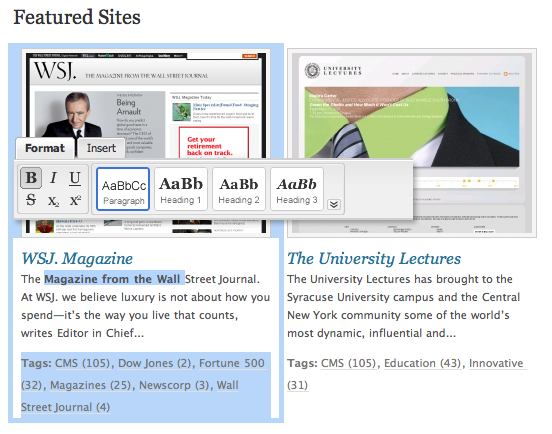 Featured Sites
WSJ.
THE MAGAZINE FROM THE WALL STREET JOURNAL
Being
Arnault
WSJ. Magazine Today
Get your
retirement
back on track.
UNIVERSITY
LECTURES
Format
Insert
B I U
S X2 X2
AaBbCc
Paragraph
AaBb
Heading 1
AaBb
Heading 2
AaBb
Heading 3
WSJ. Magazine
The Magazine from the Wall Street Journal.
At WSJ. we believe luxury is not about how you
spend—it's the way you live that counts,
writes Editor in Chief...
Tags: CMS (105), Dow Jones (2), Fortune 500
(32), Magazines (25), Newscorp (3), Wall
Street Journal (4)
The University Lectures
The University Lectures has brought to the
Syracuse University campus and the Central
New York community some of the world's
most dynamic, influential and...
Tags: CMS (105), Education (43), Innovative
(31)